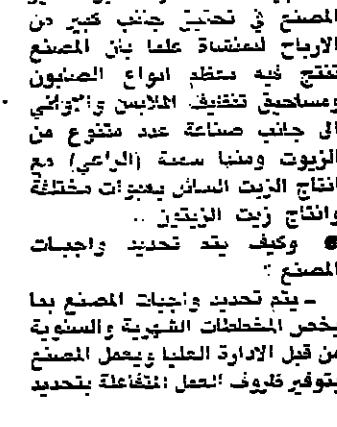 المصنع في تحقيق جانب كبير من
الارباح للمنشاة علما بان المصنع
تنتج فيه معظم انواع الصابون
ومساحيق تنظيف الملابس والاواني
الى جانب صناعة عدد متنوع من
الزيوت ومنها سمنة (الراعي) مع
انتاج الزيت السائل بعبوات مختلفة
وانتاج زيت الزيتون ..
● وكيف يتم تحديد واجبات
المصنع ؟
ـ يتم تحديد واجبات المصنع بما
يخص المخططات الشهرية والسنوية
من قبل الادارة العليا ويعمل المصنع
بتوفير ظروف العمل المتفاعلة بتحديد